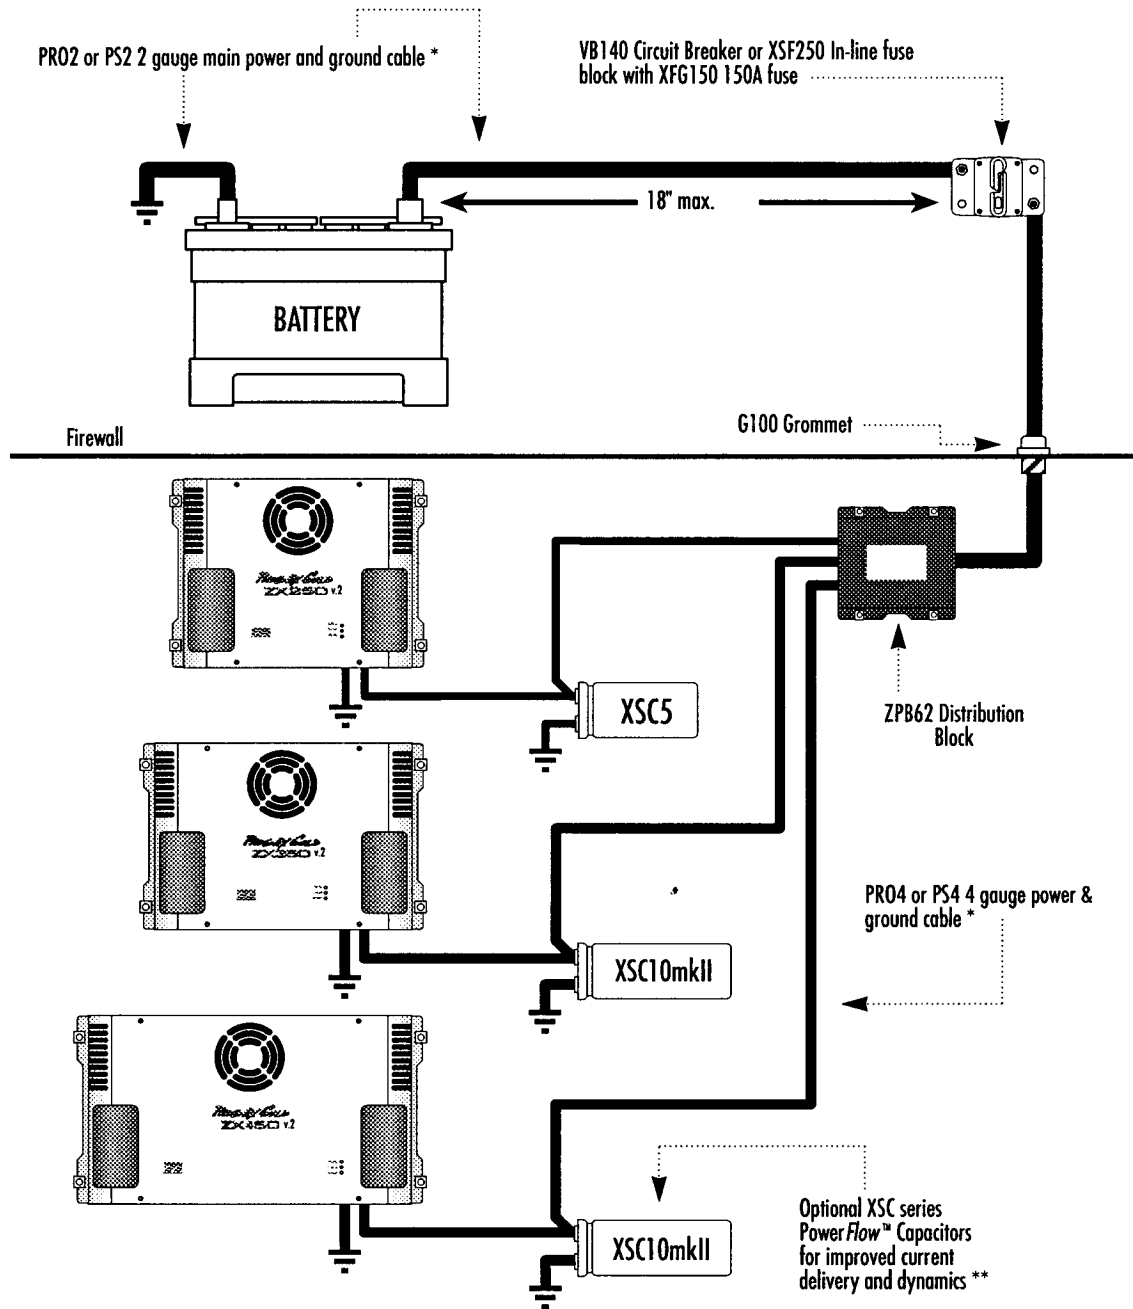 PRO2 or PS2 2 gauge main power and ground cable *
VB140 Circuit Breaker or XSF250 In-line fuse
block with XFG150 150A fuse
18" max.
BATTERY
G100 Grommet
Firewall
ZX250 v.2
XSC5
ZPB62 Distribution
Block
ZX350 v.2
PRO4 or PS4 4 gauge power &
ground cable *
XSC10mkII
ZX450 v.2
XSC10mkII
Optional XSC series
PowerFlow™ Capacitors
for improved current
delivery and dynamics **